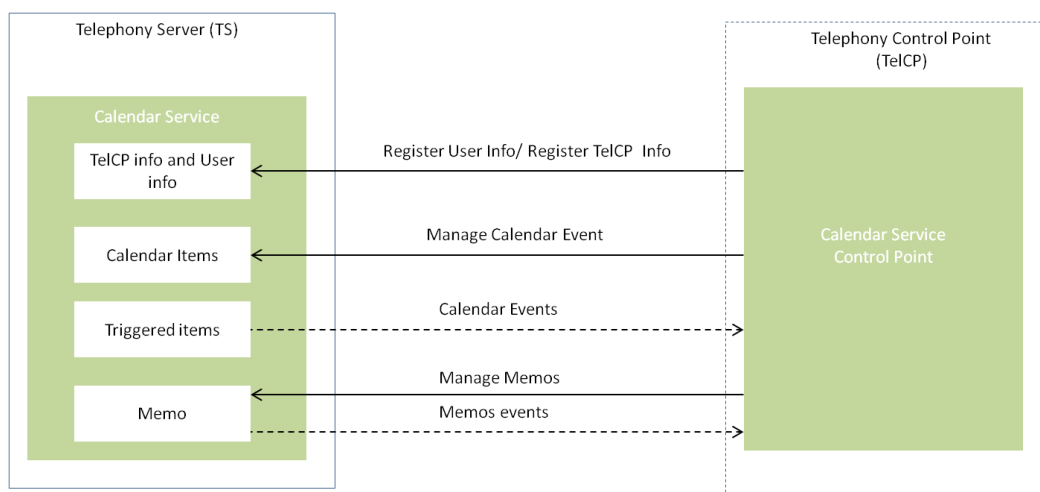 Telephony Server (TS)
Telephony Control Point
(TelCP)
Calendar Service
TelCP info and User
info
Register User Info/ Register TelCP Info
Calendar Items
Manage Calendar Event
Calendar Service
Control Point
Triggered items
Calendar Events
Memo
Manage Memos
Memos events